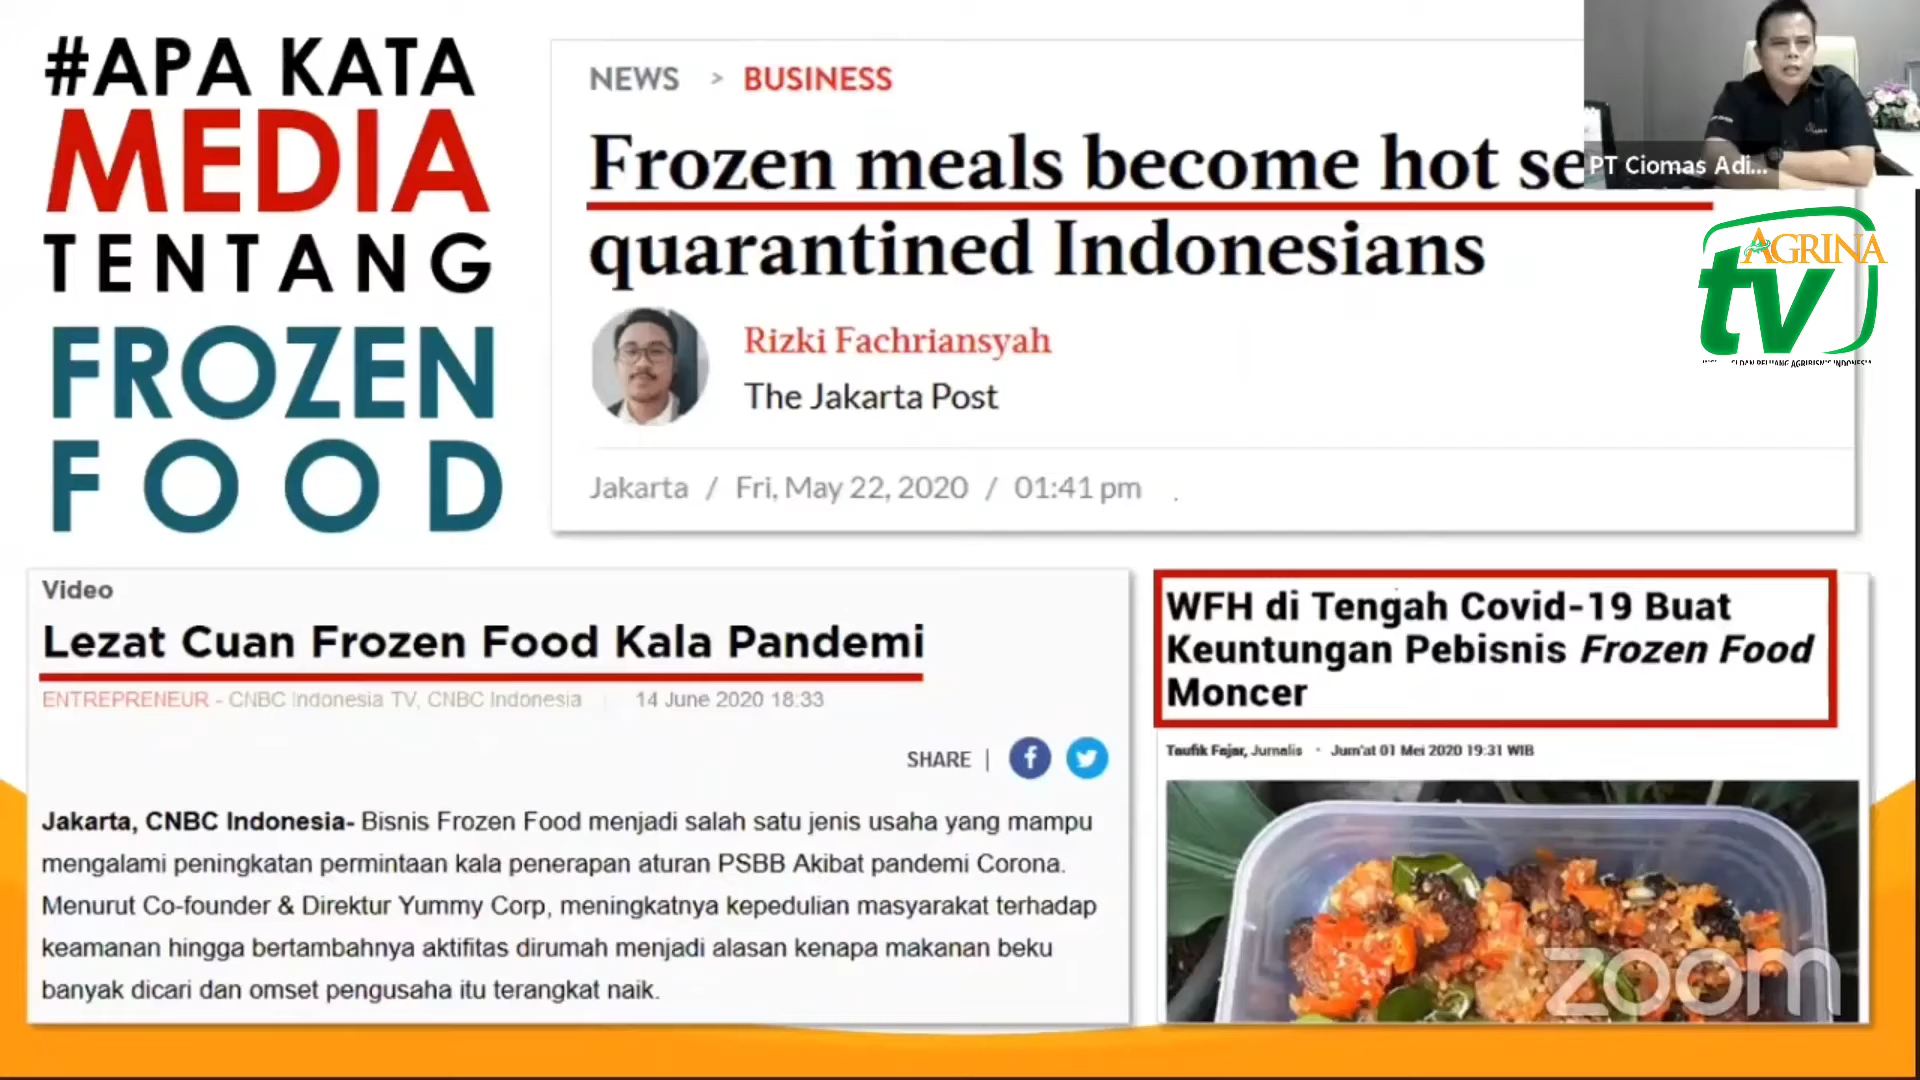 #APA KATA
MEDIA
TENTANG
FROZEN
FOOD
NEWS > BUSINESS
Frozen meals become hot se
quarantined Indonesians
Rizki Fachriansyah
The Jakarta Post
Jakarta / Fri, May 22, 2020 / 01:41 pm
PT Ciomas Adi...
AGRINA
tv
Video
Lezat Cuan Frozen Food Kala Pandemi
ENTREPRENEUR - CNBC Indonesia TV, CNBC Indonesia 14 June 2020 18:33
SHARE |
Jakarta, CNBC Indonesia- Bisnis Frozen Food menjadi salah satu jenis usaha yang mampu
mengalami peningkatan permintaan kala penerapan aturan PSBB Akibat pandemi Corona.
Menurut Co-founder & Direktur Yummy Corp, meningkatnya kepedulian masyarakat terhadap
keamanan hingga bertambahnya aktifitas dirumah menjadi alasan kenapa makanan beku
banyak dicari dan omset pengusaha itu terangkat naik.
WFH di Tengah Covid-19 Buat
Keuntungan Pebisnis Frozen Food
Moncer
Taufik Fajar, Jurnalis · Jum'at 01 Mei 2020 19:31 WIB
zoom